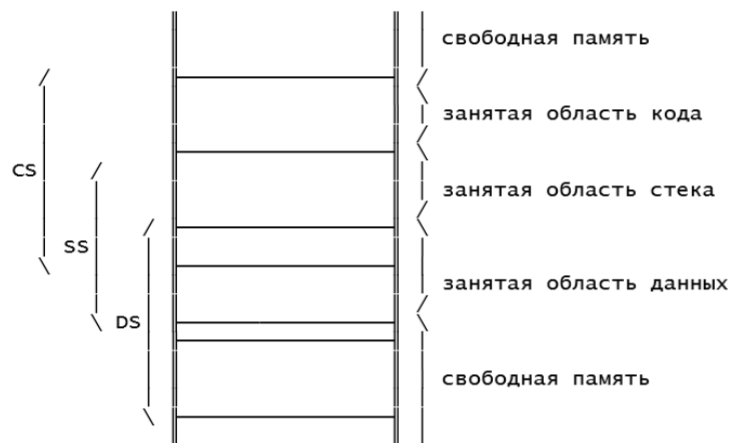 свободная память
занятая область кода
CS
занятая область стека
SS
занятая область данных
DS
свободная память